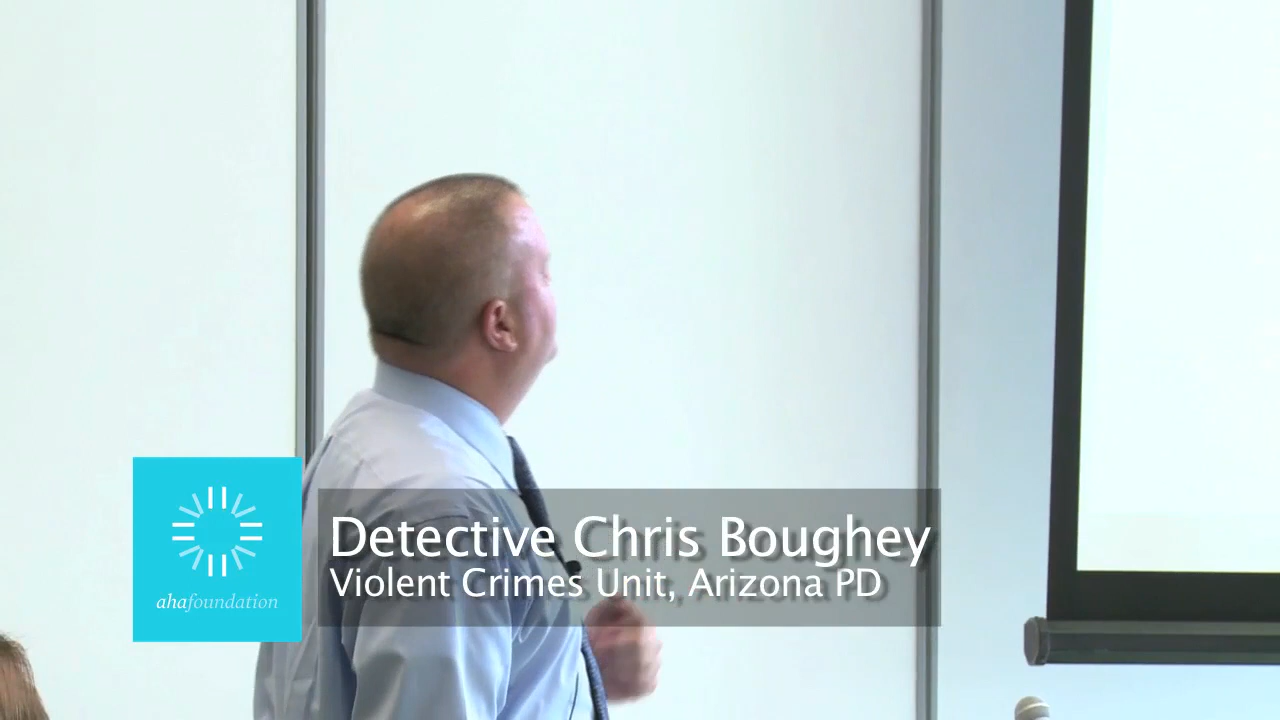 Detective Chris Boughey
Violent Crimes Unit, Arizona PD
ahafoundation